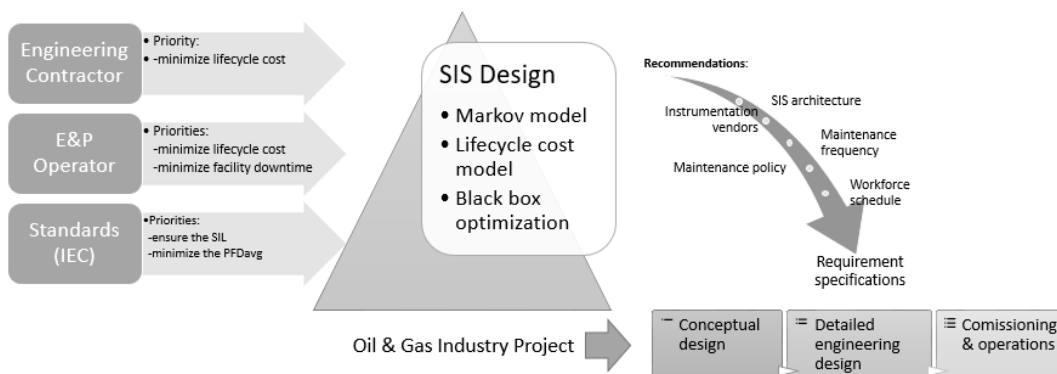 Engineering
Contractor
• Priority:
• -minimize lifecycle cost
E&P
Operator
• Priorities:
-minimize lifecycle cost
-minimize facility downtime
Standards
(IEC)
•Priorities:
-ensure the SIL
-minimize the PFDavg
SIS Design
• Markov model
• Lifecycle cost
model
• Black box
optimization
Recommendations:
SIS architecture
Instrumentation
vendors
Maintenance
frequency
Maintenance policy
Workforce
schedule
Requirement
specifications
Oil & Gas Industry Project
Conceptual
design
Detailed
engineering
design
Comissioning
& operations